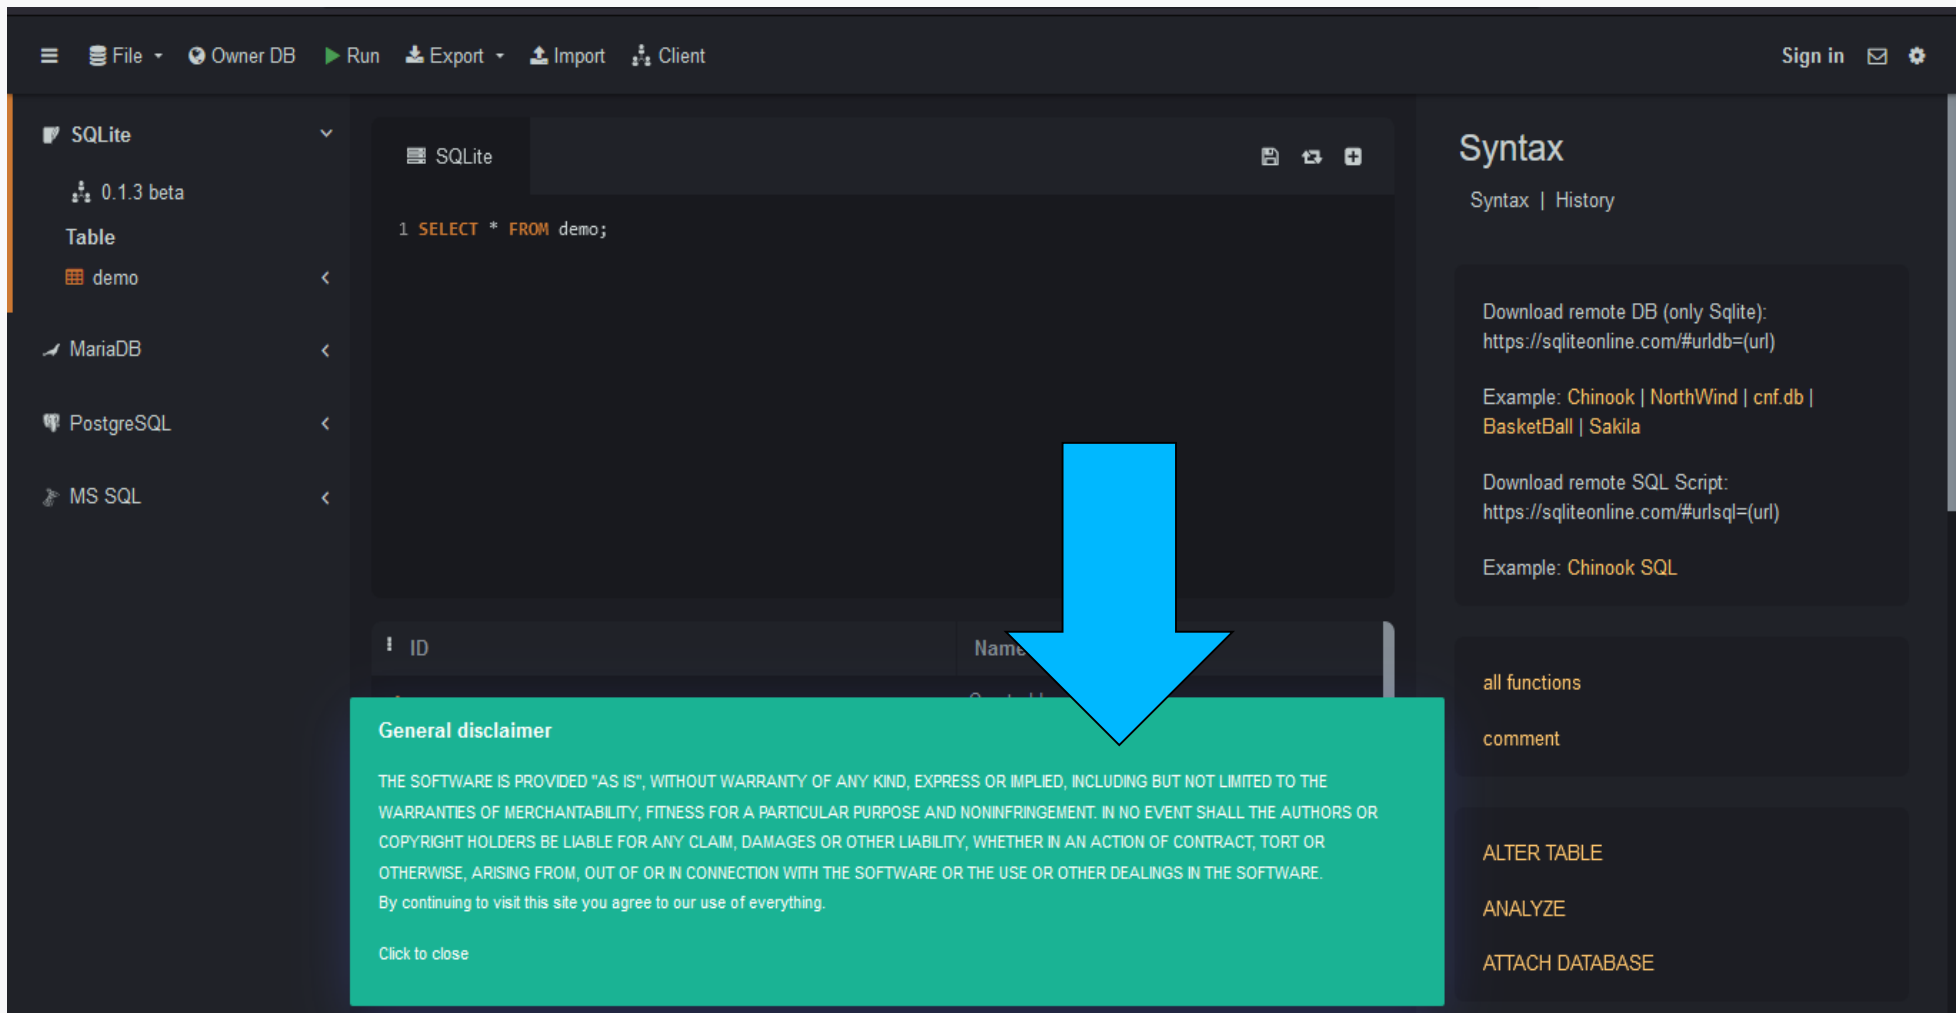 File Owner DB Run Export Import Client Sign in
SQLite
0.1.3 beta
Table
demo
MariaDB
PostgreSQL
MS SQL
SQLite
1 SELECT * FROM demo;
ID Name
General disclaimer
THE SOFTWARE IS PROVIDED "AS IS", WITHOUT WARRANTY OF ANY KIND, EXPRESS OR IMPLIED, INCLUDING BUT NOT LIMITED TO THE
WARRANTIES OF MERCHANTABILITY, FITNESS FOR A PARTICULAR PURPOSE AND NONINFRINGEMENT. IN NO EVENT SHALL THE AUTHORS OR
COPYRIGHT HOLDERS BE LIABLE FOR ANY CLAIM, DAMAGES OR OTHER LIABILITY, WHETHER IN AN ACTION OF CONTRACT, TORT OR
OTHERWISE, ARISING FROM, OUT OF OR IN CONNECTION WITH THE SOFTWARE OR THE USE OR OTHER DEALINGS IN THE SOFTWARE.
By continuing to visit this site you agree to our use of everything.
Click to close
Syntax
Syntax | History
Download remote DB (only Sqlite):
https://sqliteonline.com/#urldb=(url)
Example: Chinook | NorthWind | cnf.db |
BasketBall | Sakila
Download remote SQL Script:
https://sqliteonline.com/#urlsql=(url)
Example: Chinook SQL
all functions
comment
ALTER TABLE
ANALYZE
ATTACH DATABASE